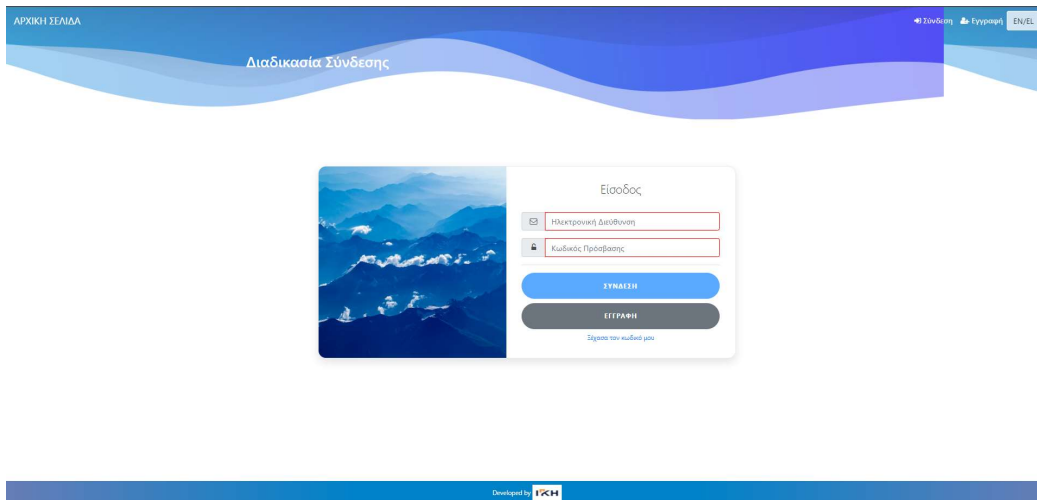 ΑΡΧΙΚΗ ΣΕΛΙΔΑ
Σύνδεση Εγγραφή EN/EL
Διαδικασία Σύνδεσης
Είσοδος
Ηλεκτρονική Διεύθυνση
Κωδικός Πρόσβασης
ΣΥΝΔΕΣΗ
ΕΓΓΡΑΦΗ
Ξέχασα τον κωδικό μου
Developed by